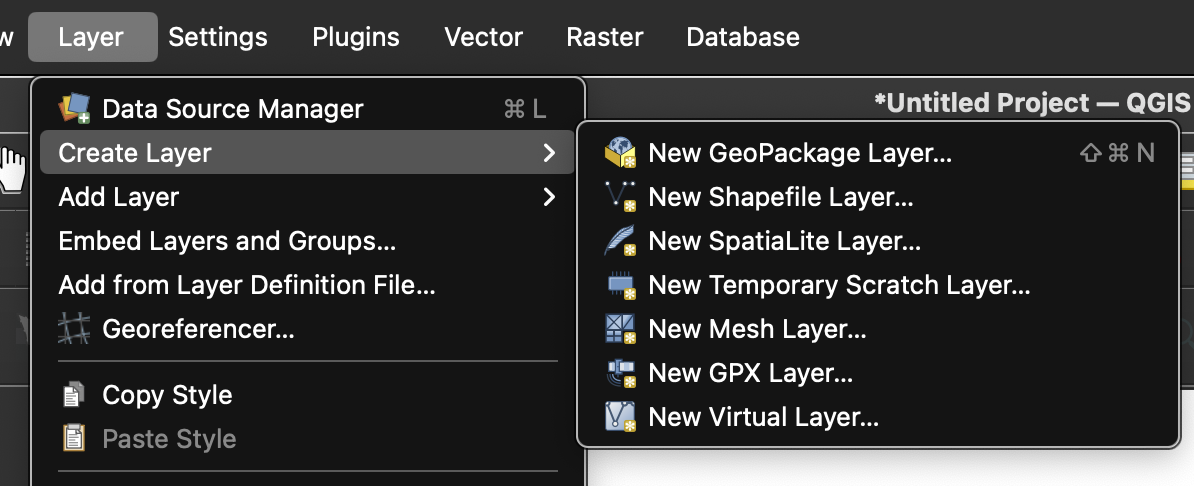 w Layer Settings Plugins Vector Raster Database
*Untitled Project — QGIS
Data Source Manager ⌘ L
Create Layer
Add Layer
Embed Layers and Groups...
Add from Layer Definition File...
Georeferencer...
Copy Style
Paste Style
New GeoPackage Layer... ⇧ ⌘ N
New Shapefile Layer...
New SpatiaLite Layer...
New Temporary Scratch Layer...
New Mesh Layer...
New GPX Layer...
New Virtual Layer...